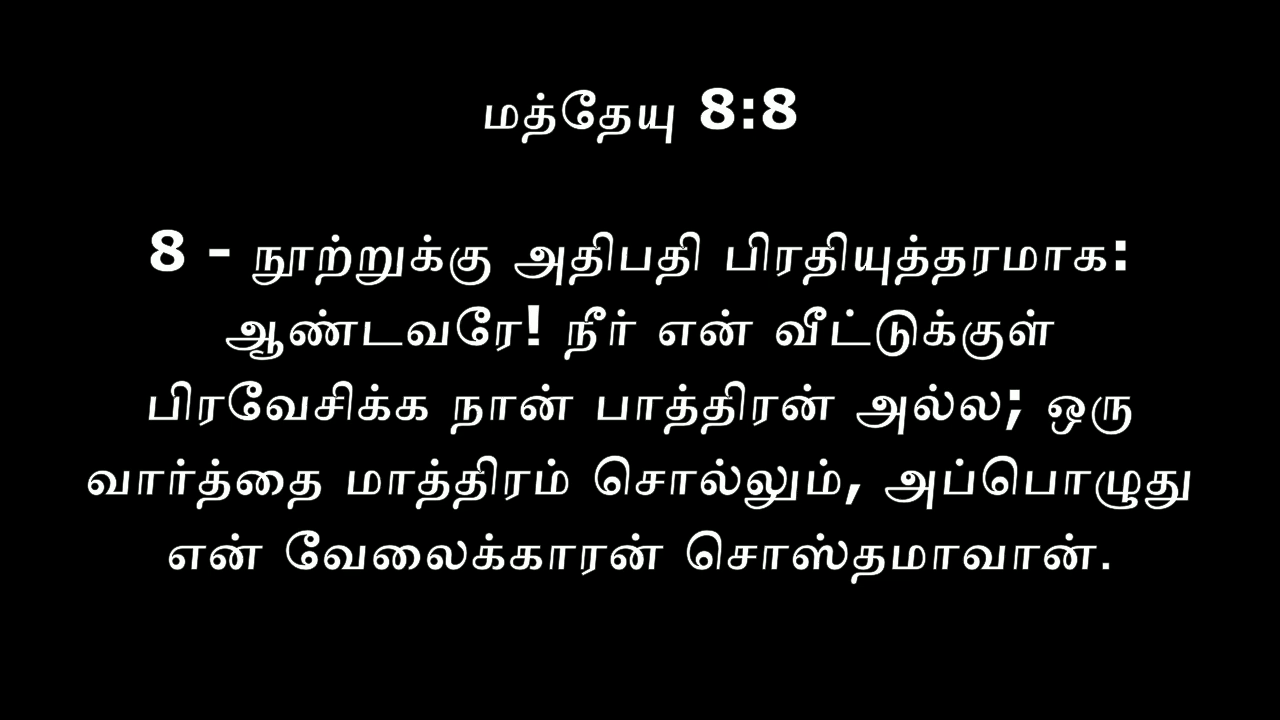 மத்தேயு 8:8
8 - நூற்றுக்கு அதிபதி பிரதியுத்தரமாக:
ஆண்டவரே! நீர் என் வீட்டுக்குள்
பிரவேசிக்க நான் பாத்திரன் அல்ல; ஒரு
வார்த்தை மாத்திரம் சொல்லும், அப்பொழுது
என் வேலைக்காரன் சொஸ்தமாவான்.